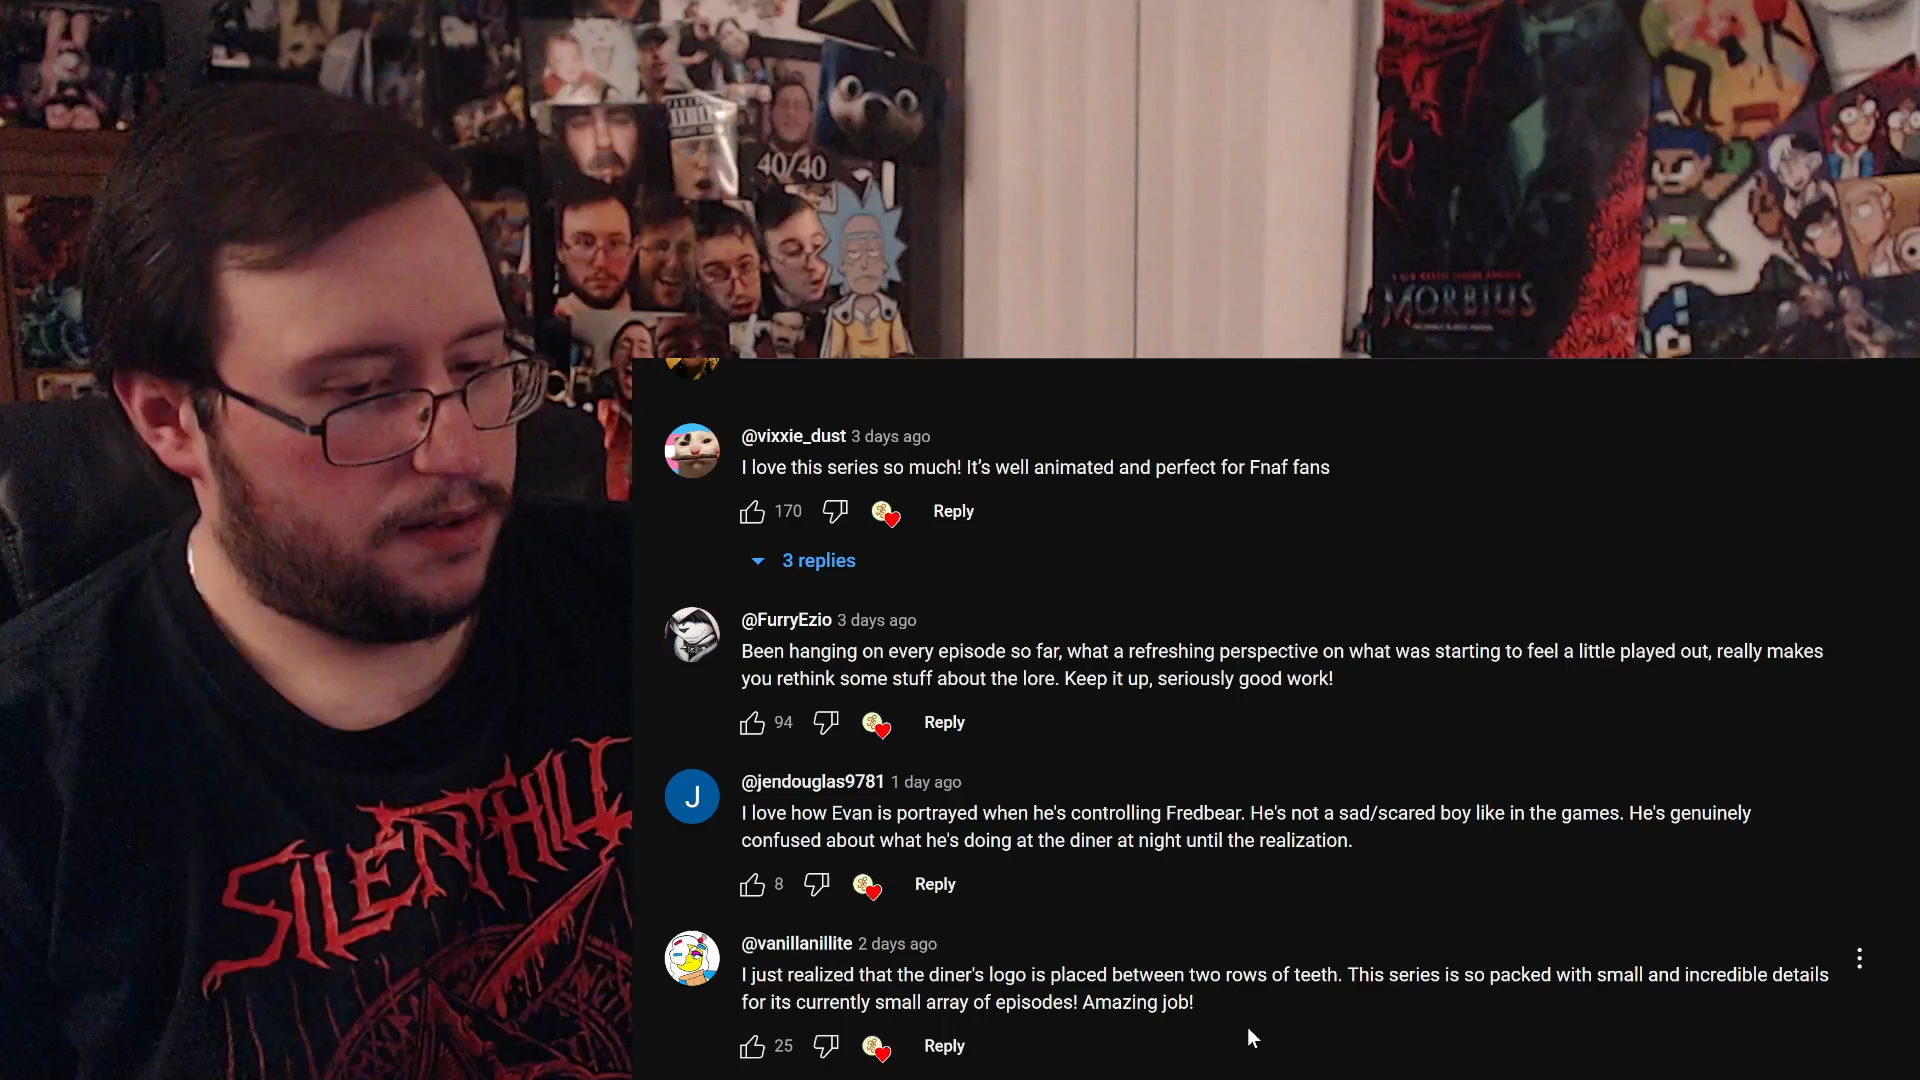 40/40
MORBIUS
SILENT HILL
@vixxie_dust 3 days ago
I love this series so much! It's well animated and perfect for Fnaf fans
170 Reply
3 replies
@FurryEzio 3 days ago
Been hanging on every episode so far, what a refreshing perspective on what was starting to feel a little played out, really makes
you rethink some stuff about the lore. Keep it up, seriously good work!
94 Reply
J
@jendouglas9781 1 day ago
I love how Evan is portrayed when he's controlling Fredbear. He's not a sad/scared boy like in the games. He's genuinely
confused about what he's doing at the diner at night until the realization.
8 Reply
@vanillanillite 2 days ago
I just realized that the diner's logo is placed between two rows of teeth. This series is so packed with small and incredible details
for its currently small array of episodes! Amazing job!
25 Reply